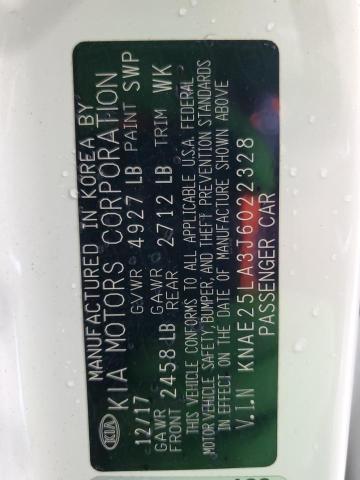 MANUFACTURED IN KOREA BY
KIA KIA MOTORS CORPORATION
12/17 GVWR 4927 LB PAINT SWP
GAWR FRONT 2458 LB GAWR REAR 2712 LB TRIM WK
THIS VEHICLE CONFORMS TO ALL APPLICABLE U.S.A. FEDERAL
MOTOR VEHICLE SAFETY, BUMPER, AND THEFT PREVENTION STANDARDS
IN EFFECT ON THE DATE OF MANUFACTURE SHOWN ABOVE
V.I.N KNAE25LA3J6022328
PASSENGER CAR